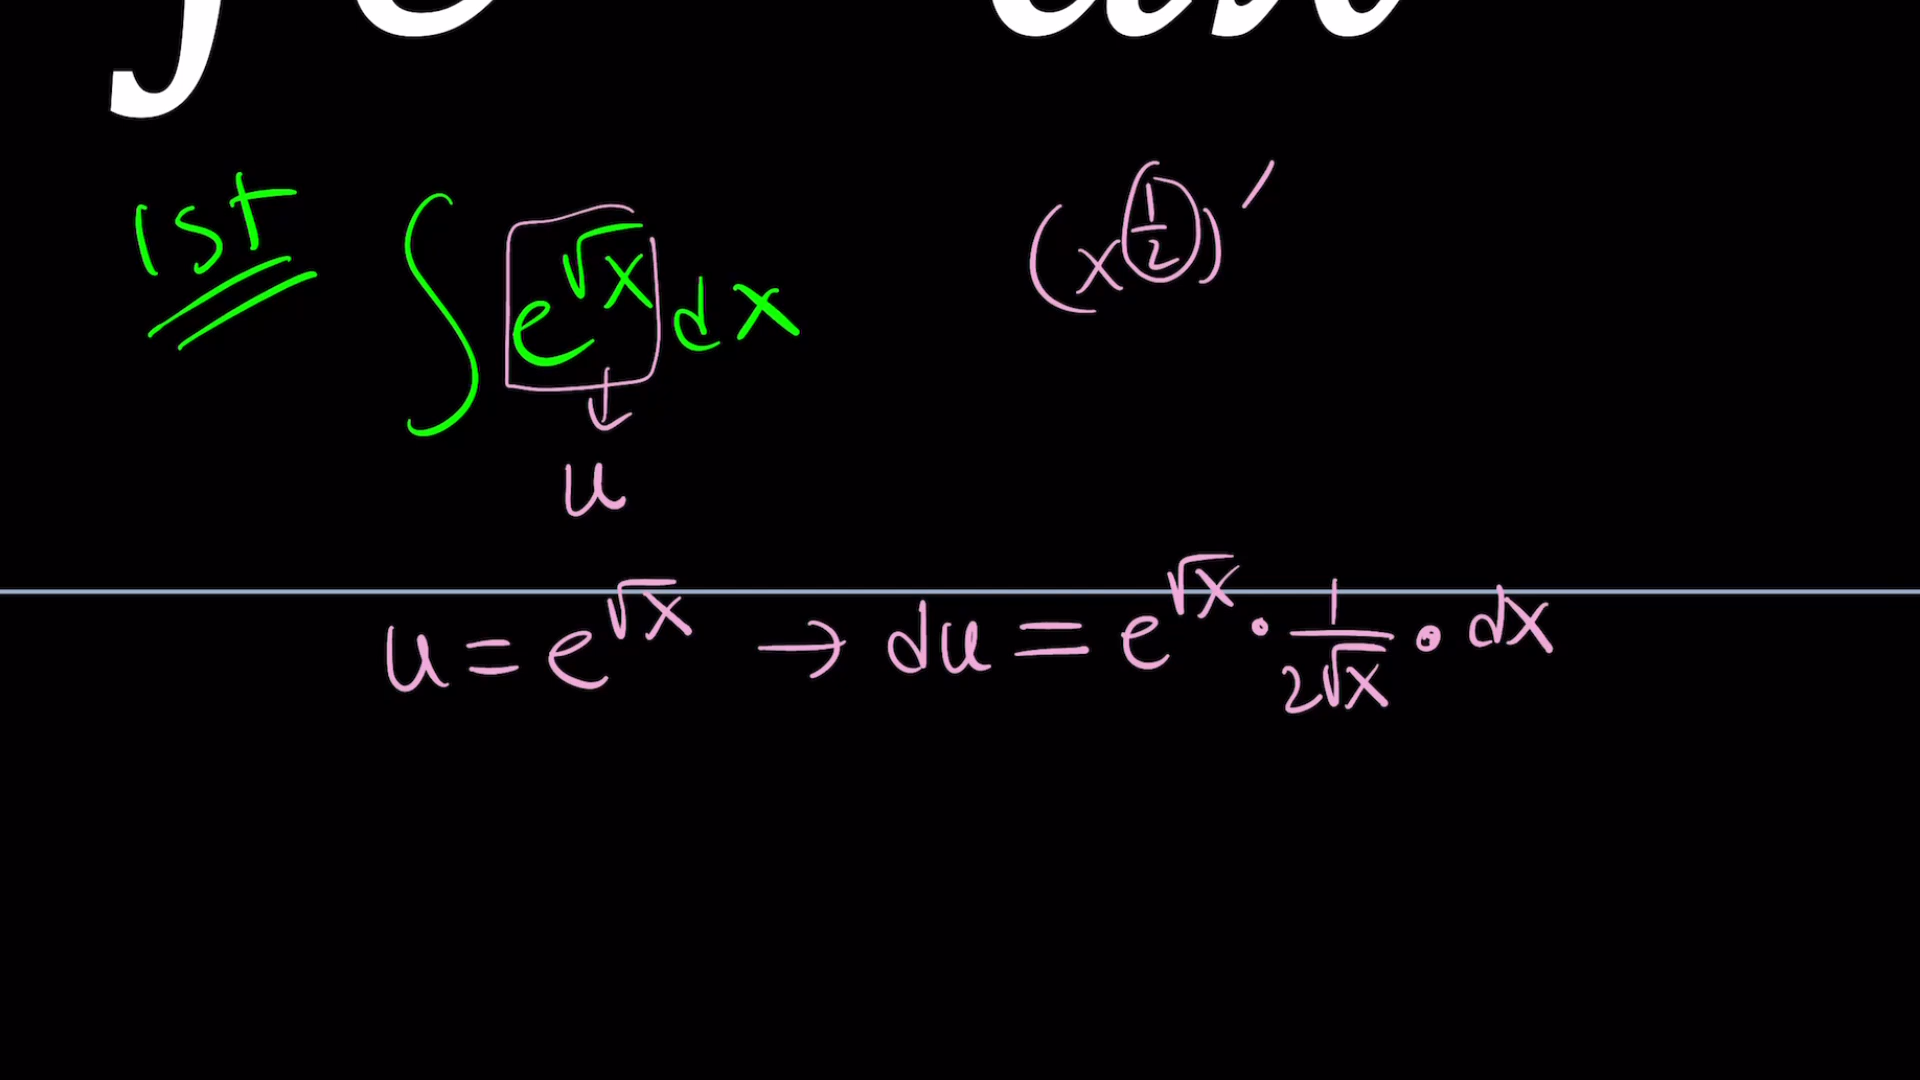 1st ∫ e^√x dx (x^(1/2))′
u
u = e^√x → du = e^√x · 1/(2√x) · dx